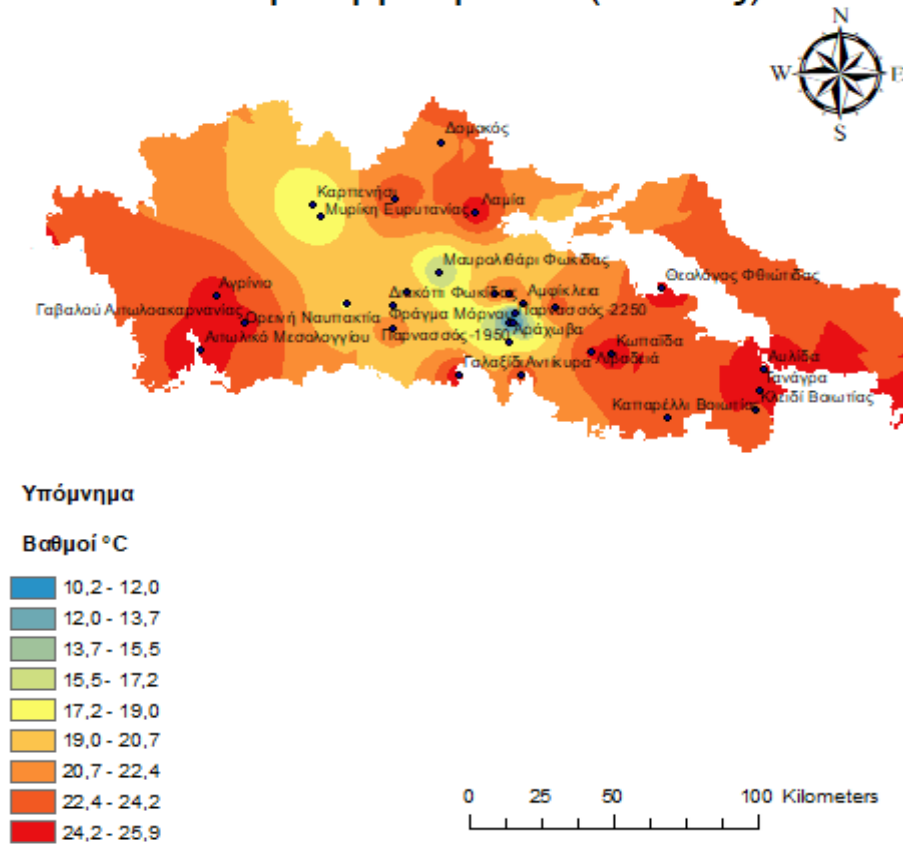 N
W E
S
Δομοκός
Καρπενήσι
Μυρίκη Ευρυτανίας
Λαμία
Μαυρολιθάρι Φωκίδας
Θεολόγος Φθιώτιδας
Αγρίνιο
Διακόπι Φωκίδας
Αμφίκλεια
Γαβαλού Αιτωλοακαρνανίας
Ορεινή Ναυπακτία
Φράγμα Μόρνου
Παρνασσός -2250
Αιτωλικό Μεσολογγίου
Παρνασσός -1950
Αράχωβα
Κωπαΐδα
Λιβαδειά
Γαλαξίδι
Αντίκυρα
Αυλίδα
Τανάγρα
Καπαρέλλι Βοιωτίας
Κλειδί Βοιωτίας
Υπόμνημα
Βαθμοί °C
10,2 - 12,0
12,0 - 13,7
13,7 - 15,5
15,5 - 17,2
17,2 - 19,0
19,0 - 20,7
20,7 - 22,4
22,4 - 24,2
24,2 - 25,9
0 25 50 100 Kilometers